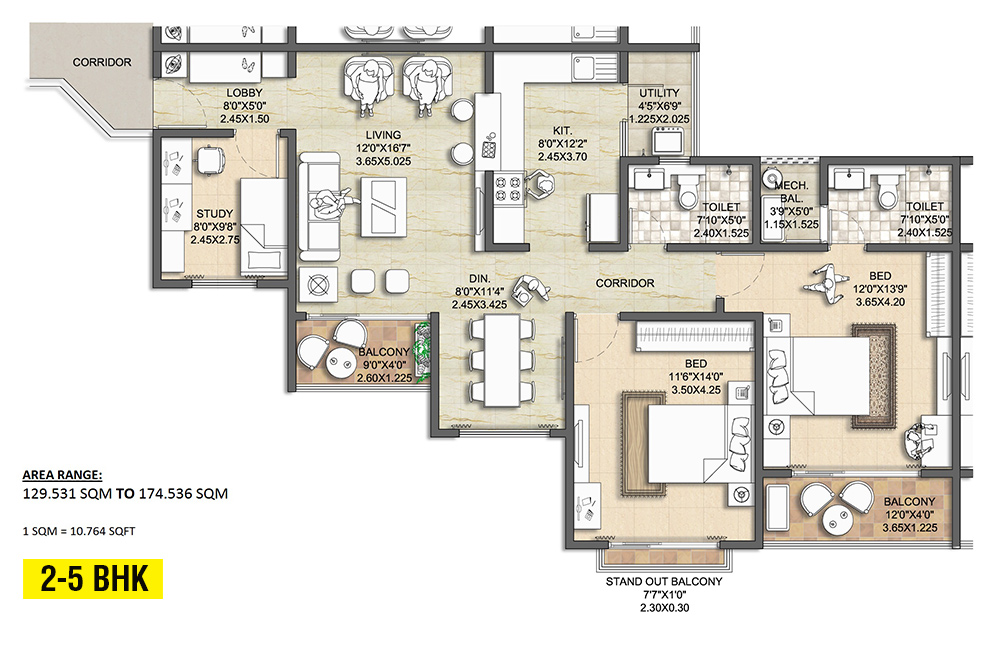 CORRIDOR
LOBBY
8'0"X5'0"
2.45X1.50
LIVING
12'0"X16'7"
3.65X5.025
KIT.
8'0"X12'2"
2.45X3.70
UTILITY
4'5"X6'9"
1.225X2.025
STUDY
8'0"X9'8"
2.45X2.75
TOILET
7'10"X5'0"
2.40X1.525
MECH.
BAL.
3'9"X5'0"
1.15X1.525
TOILET
7'10"X5'0"
2.40X1.525
DIN.
8'0"X11'4"
2.45X3.425
CORRIDOR
BED
12'0"X13'9"
3.65X4.20
BALCONY
9'0"X4'0"
2.60X1.225
BED
11'6"X14'0"
3.50X4.25
BALCONY
12'0"X4'0"
3.65X1.225
STAND OUT BALCONY
7'7"X1'0"
2.30X0.30
AREA RANGE:
129.531 SQM TO 174.536 SQM
1 SQM = 10.764 SQFT
2-5 BHK